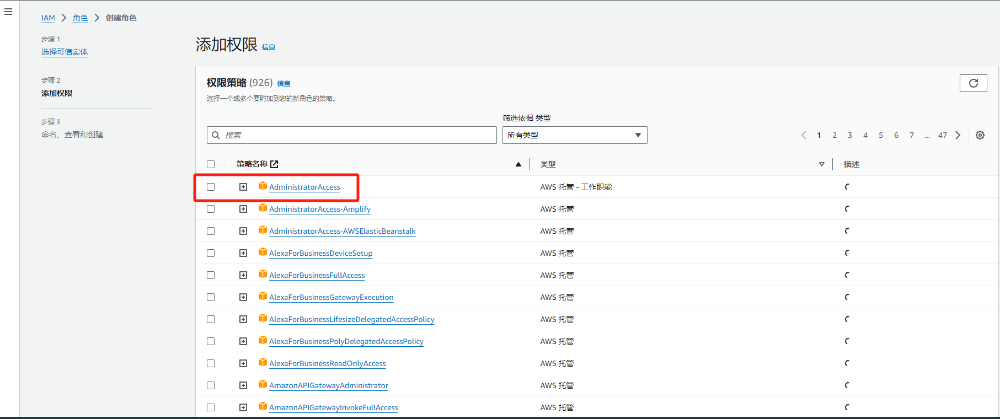 IAM > 角色 > 创建角色
步骤 1
选择可信实体
步骤 2
添加权限
步骤 3
命名、查看和创建
添加权限 信息
权限策略 (926) 信息
选择一个或多个要附加到您的新角色的策略。
筛选依据 类型
搜索
所有类型
1 2 3 4 5 6 7 ... 47
策略名称 类型 描述
AdministratorAccess AWS 托管 - 工作职能
AdministratorAccess-Amplify AWS 托管
AdministratorAccess-AWSElasticBeanstalk AWS 托管
AlexaForBusinessDeviceSetup AWS 托管
AlexaForBusinessFullAccess AWS 托管
AlexaForBusinessGatewayExecution AWS 托管
AlexaForBusinessLifesizeDelegatedAccessPolicy AWS 托管
AlexaForBusinessPolyDelegatedAccessPolicy AWS 托管
AlexaForBusinessReadOnlyAccess AWS 托管
AmazonAPIGatewayAdministrator AWS 托管
AmazonAPIGatewayInvokeFullAccess AWS 托管